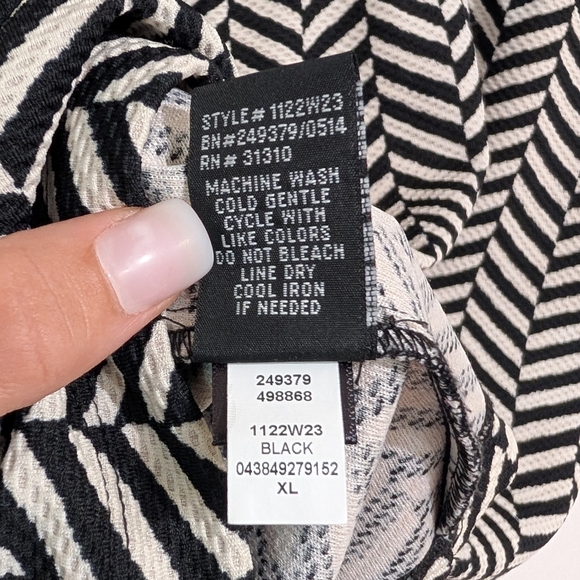 STYLE# 1122W23
BN#249379/0514
RN# 31310
MACHINE WASH
COLD GENTLE
CYCLE WITH
LIKE COLORS
DO NOT BLEACH
LINE DRY
COOL IRON
IF NEEDED
249379
498868
1122W23
BLACK
043849279152
XL